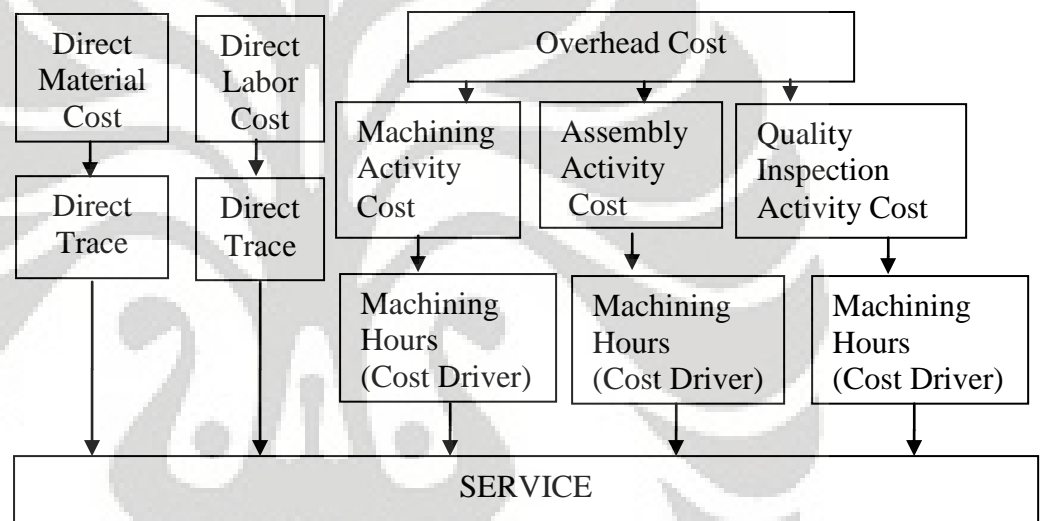 Direct
Material
Cost
Direct
Labor
Cost
Overhead Cost
Machining
Activity
Cost
Assembly
Activity
Cost
Quality
Inspection
Activity Cost
Direct
Trace
Direct
Trace
Machining
Hours
(Cost Driver)
Machining
Hours
(Cost Driver)
Machining
Hours
(Cost Driver)
SERVICE